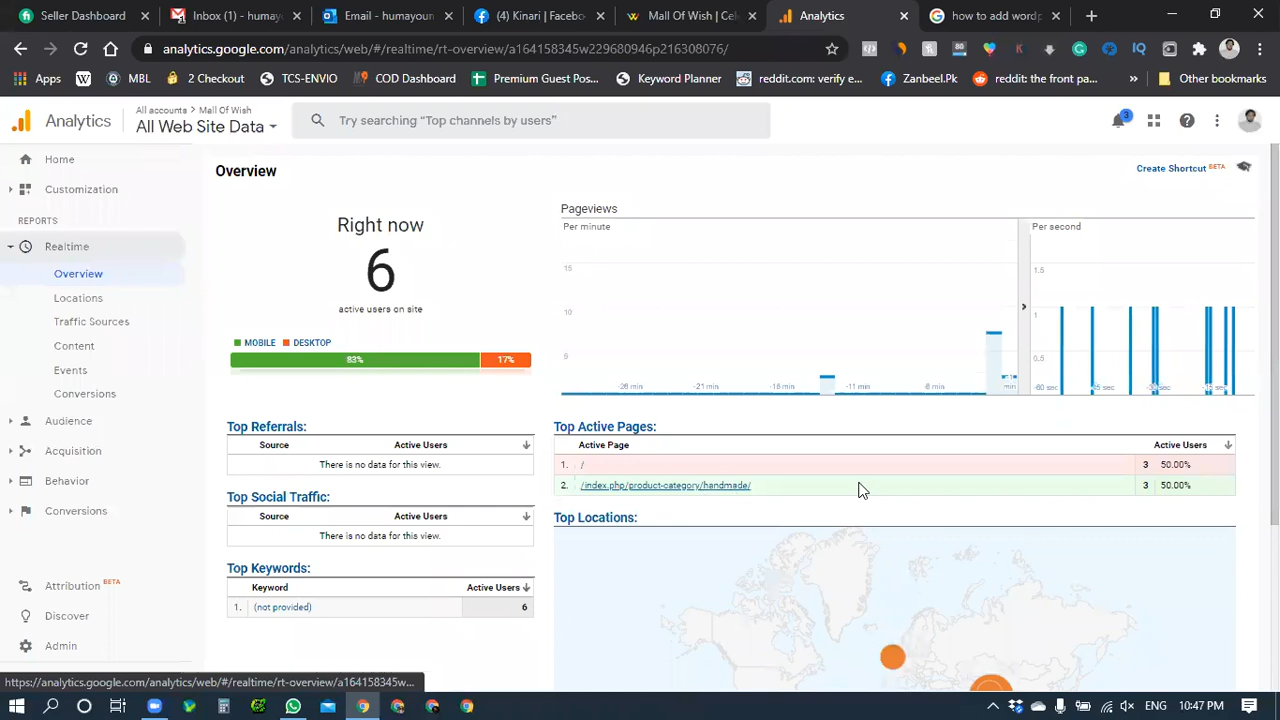 Seller Dashboard
Inbox (1) - humay
Email - humayour
(4) Kinari | Facebo
Mall Of Wish | Cel
Analytics
how to add wordp
analytics.google.com/analytics/web/#/realtime/rt-overview/a164158345w229680946p216308076/
Apps
MBL
2 Checkout
TCS-ENVIO
COD Dashboard
Premium Guest Pos...
Keyword Planner
reddit.com: verify e...
Zanbeel.Pk
reddit: the front pa...
Other bookmarks
Analytics
All accounts > Mall Of Wish
All Web Site Data
Try searching "Top channels by users"
3
Home
Customization
REPORTS
Realtime
Overview
Locations
Traffic Sources
Content
Events
Conversions
Audience
Acquisition
Behavior
Conversions
Attribution BETA
Discover
Admin
Overview
Create Shortcut BETA
Right now
6
active users on site
MOBILE DESKTOP
83% 17%
Pageviews
Per minute
15
10
5
-26 min -21 min -16 min -11 min -6 min
min
Per second
1.5
1
0.5
-60 sec -45 sec -30 sec -15 sec
Top Referrals:
Source Active Users
There is no data for this view.
Top Social Traffic:
Source Active Users
There is no data for this view.
Top Keywords:
Keyword Active Users
1. (not provided) 6
Top Active Pages:
Active Page Active Users
1. / 3 50.00%
2. /index.php/product-category/handmade/ 3 50.00%
Top Locations:
https://analytics.google.com/analytics/web/#/realtime/rt-overview/a164158345w...
ENG 10:47 PM